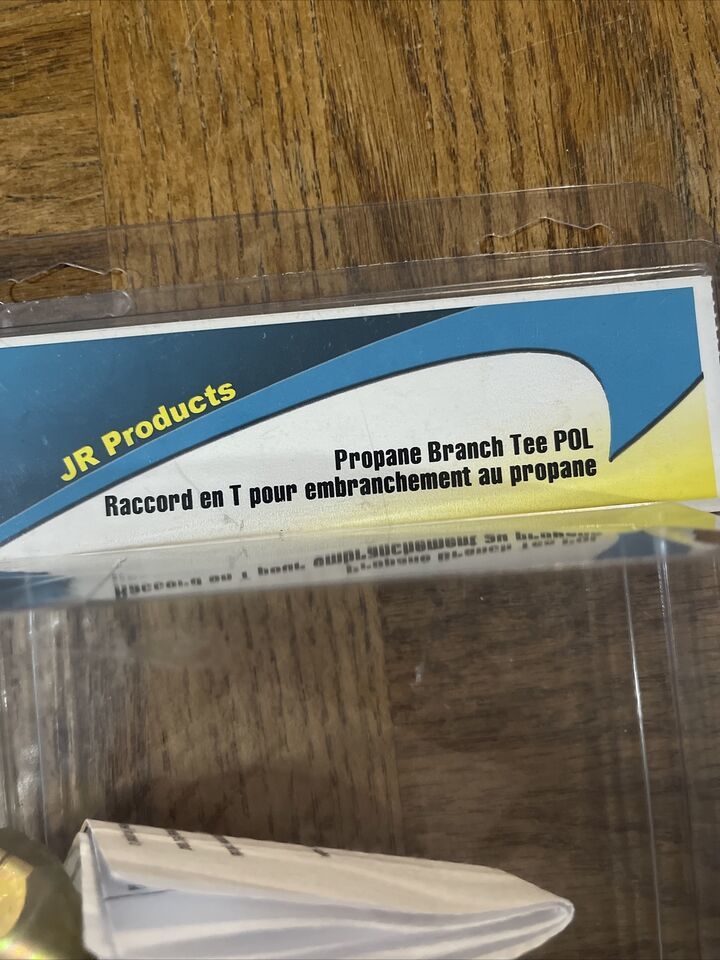 JR Products
Propane Branch Tee POL
Raccord en T pour embranchement au propane